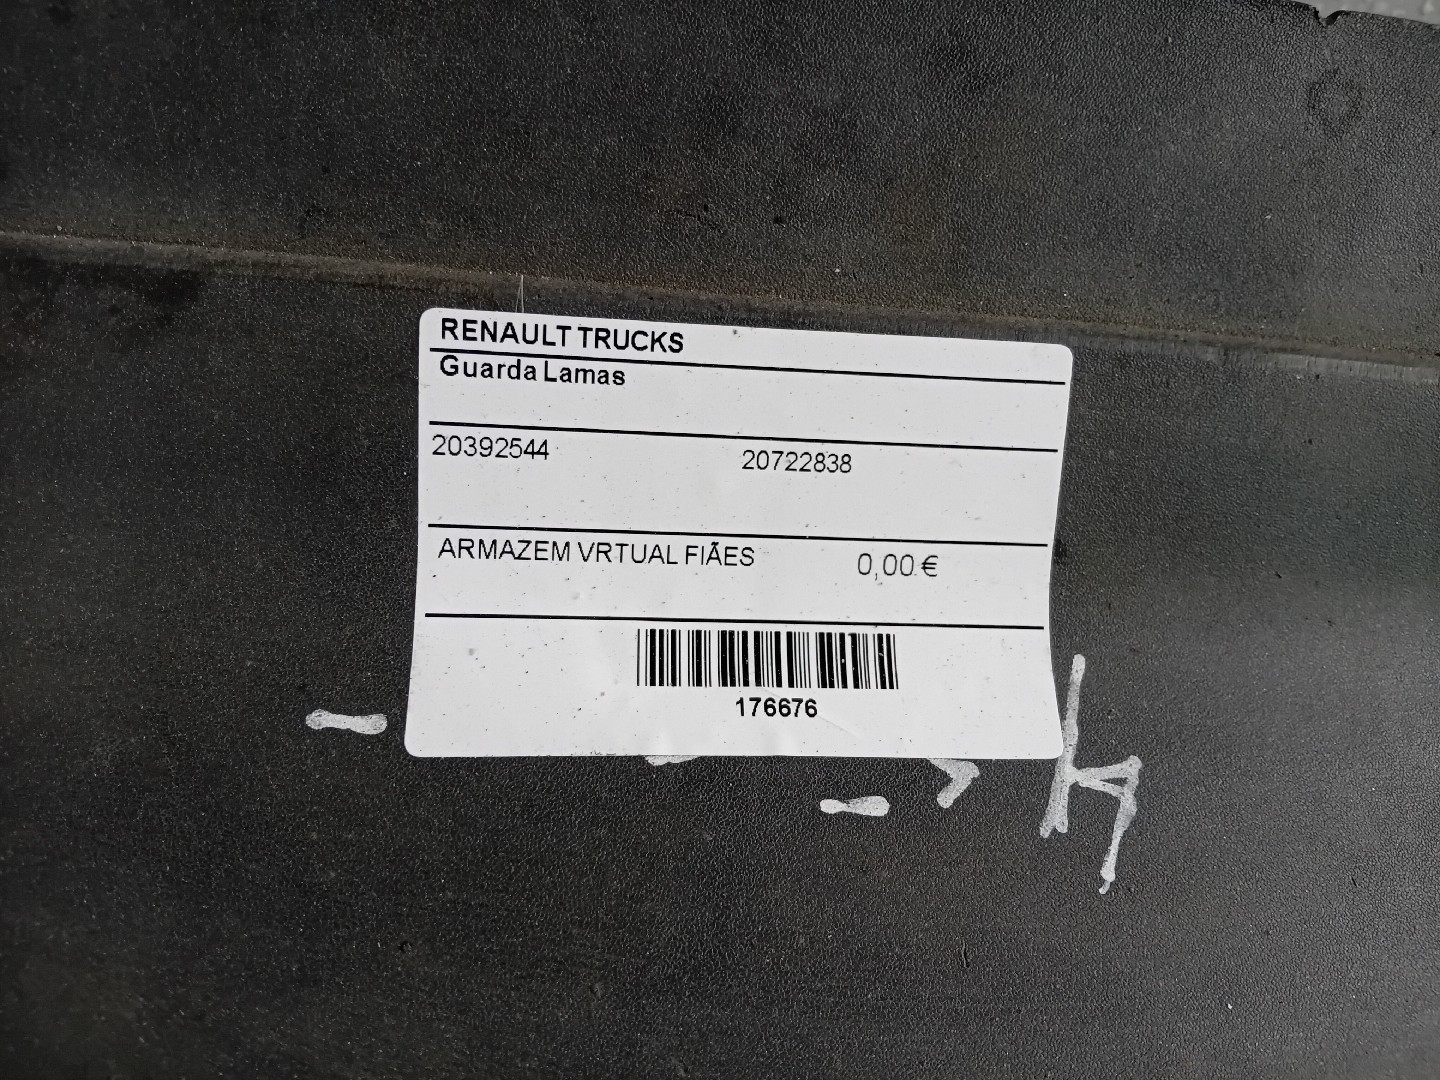 RENAULT TRUCKS
Guarda Lamas
20392544 20722838
ARMAZEM VRTUAL FIÃES 0,00 €
176676